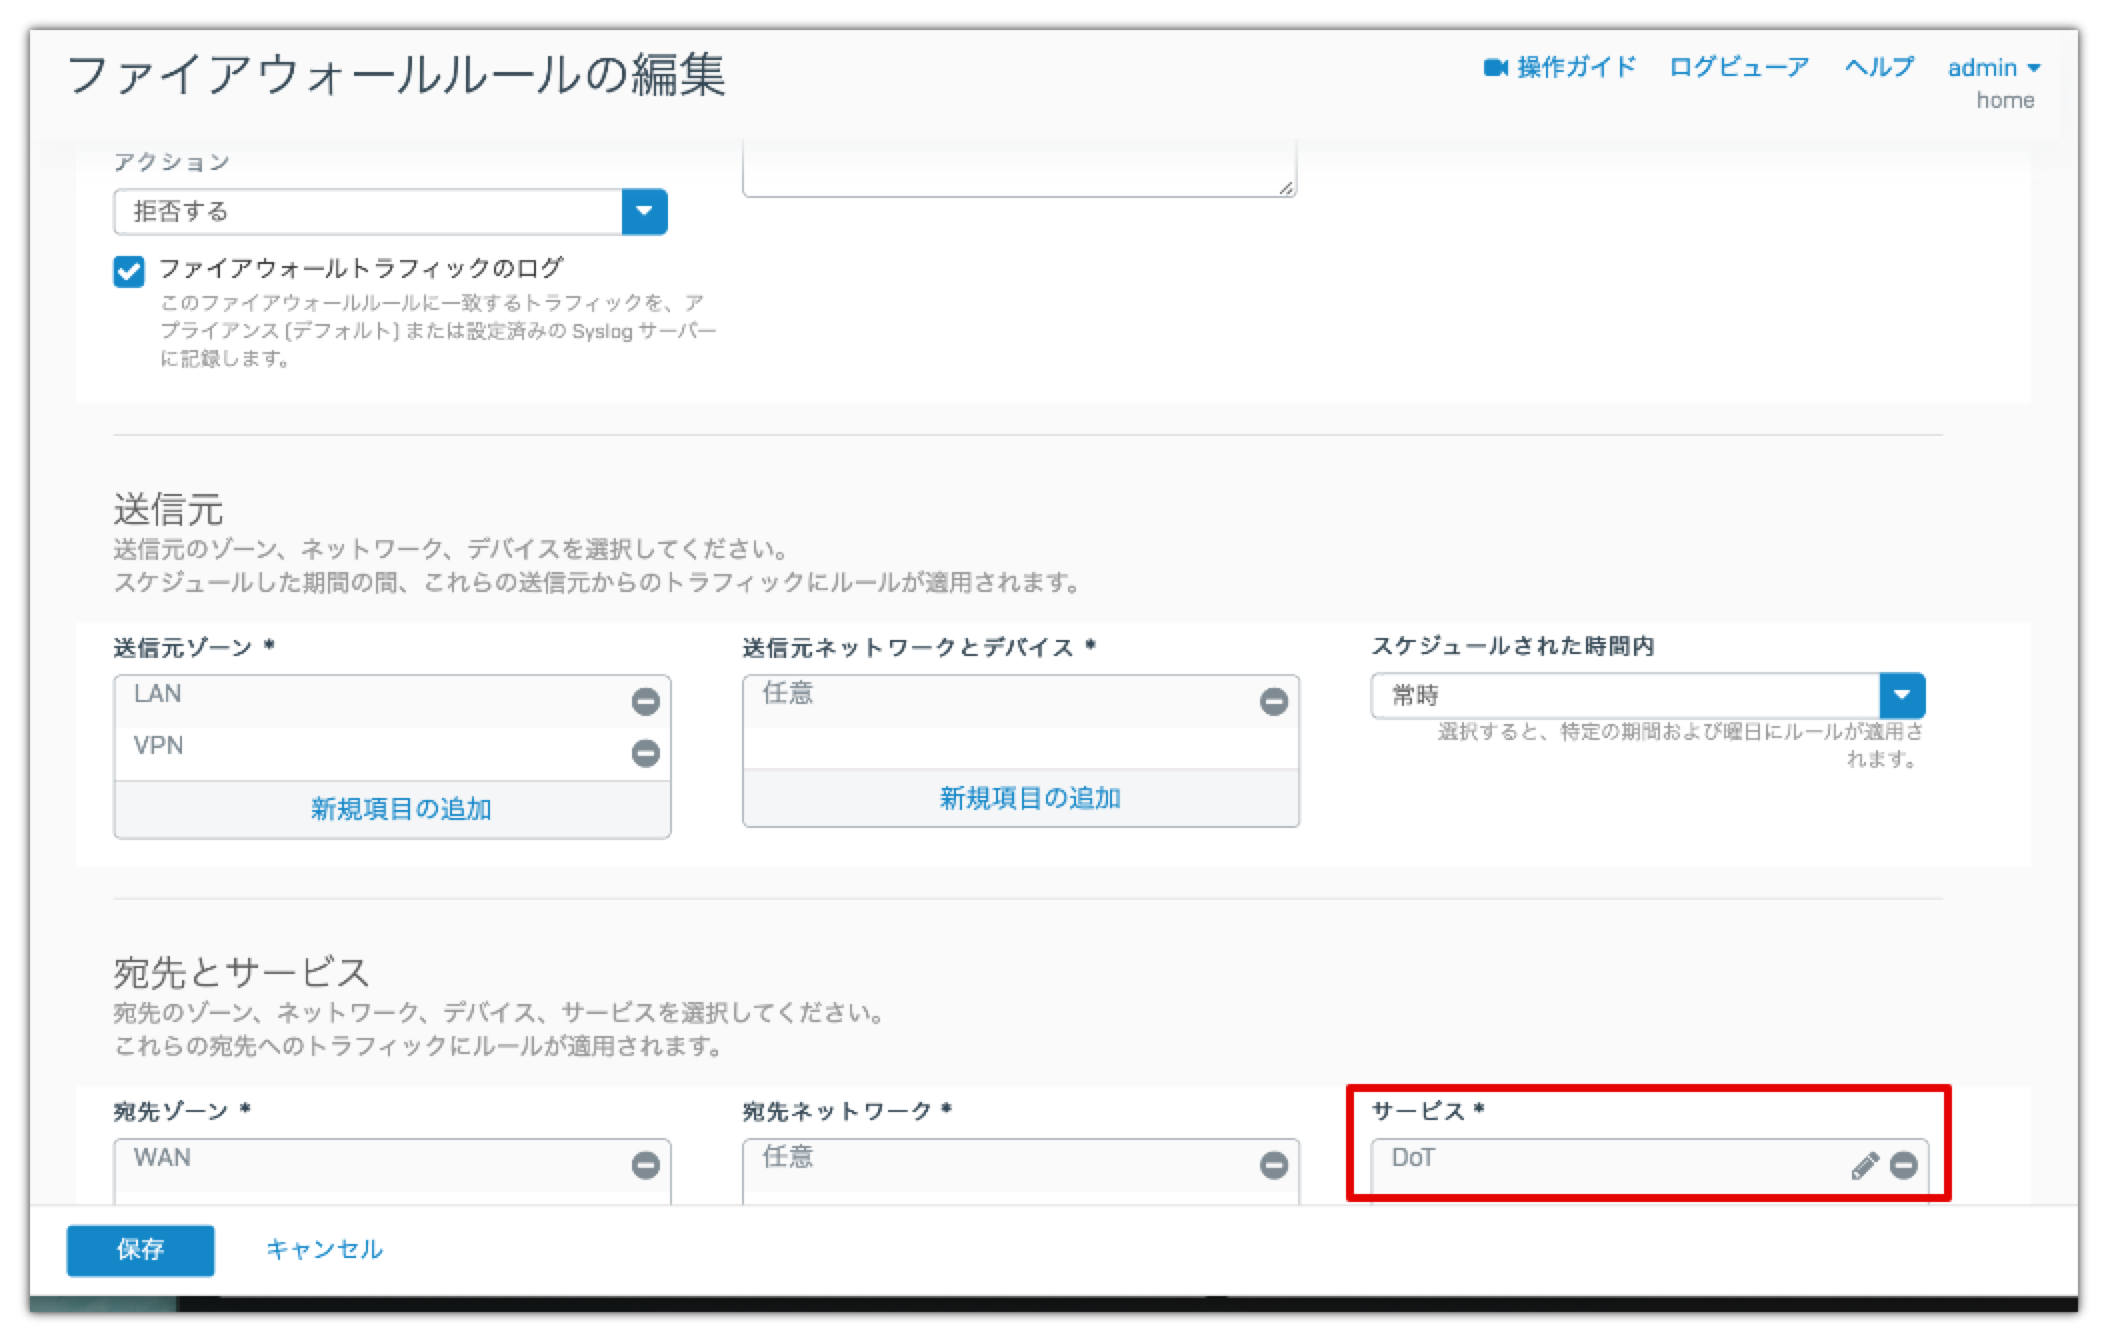 ファイアウォールルールの編集
操作ガイド ログビューア ヘルプ admin
home
アクション
拒否する
ファイアウォールトラフィックのログ
このファイアウォールルールに一致するトラフィックを、ア
プライアンス (デフォルト) または設定済みの Syslog サーバー
に記録します。
送信元
送信元のゾーン、ネットワーク、デバイスを選択してください。
スケジュールした期間の間、これらの送信元からのトラフィックにルールが適用されます。
送信元ゾーン *
LAN
VPN
新規項目の追加
送信元ネットワークとデバイス *
任意
新規項目の追加
スケジュールされた時間内
常時
選択すると、特定の期間および曜日にルールが適用さ
れます。
宛先とサービス
宛先のゾーン、ネットワーク、デバイス、サービスを選択してください。
これらの宛先へのトラフィックにルールが適用されます。
宛先ゾーン *
WAN
宛先ネットワーク *
任意
サービス *
DoT
保存 キャンセル